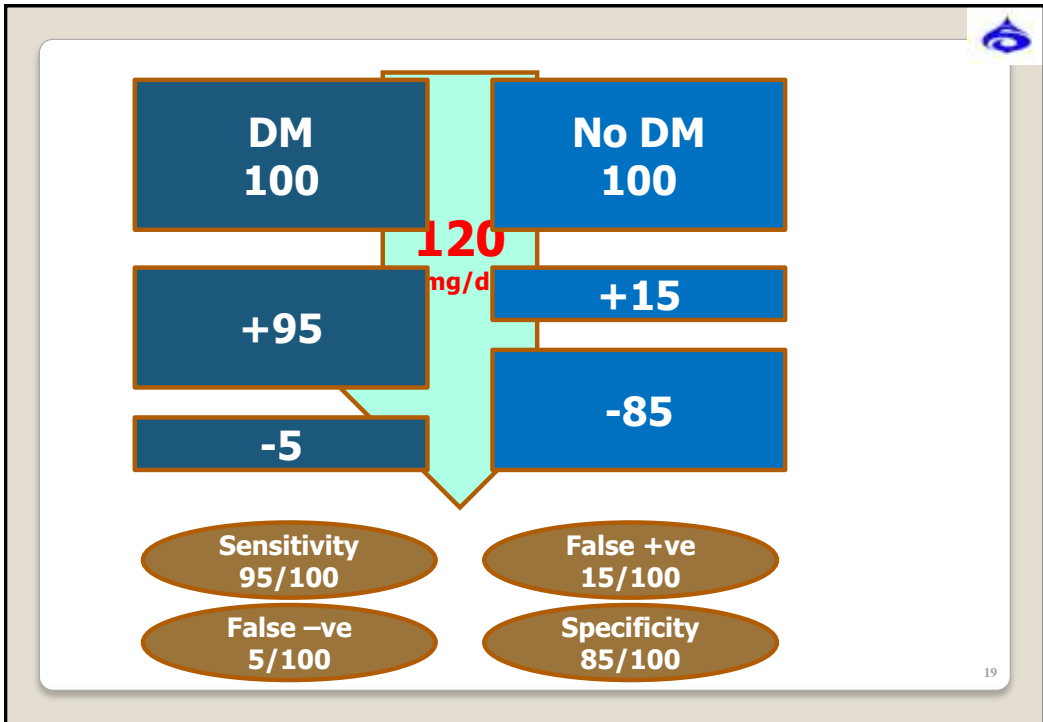 DM
100
No DM
100
120
mg/d
+95
+15
-5
-85
Sensitivity
95/100
False +ve
15/100
False –ve
5/100
Specificity
85/100
19